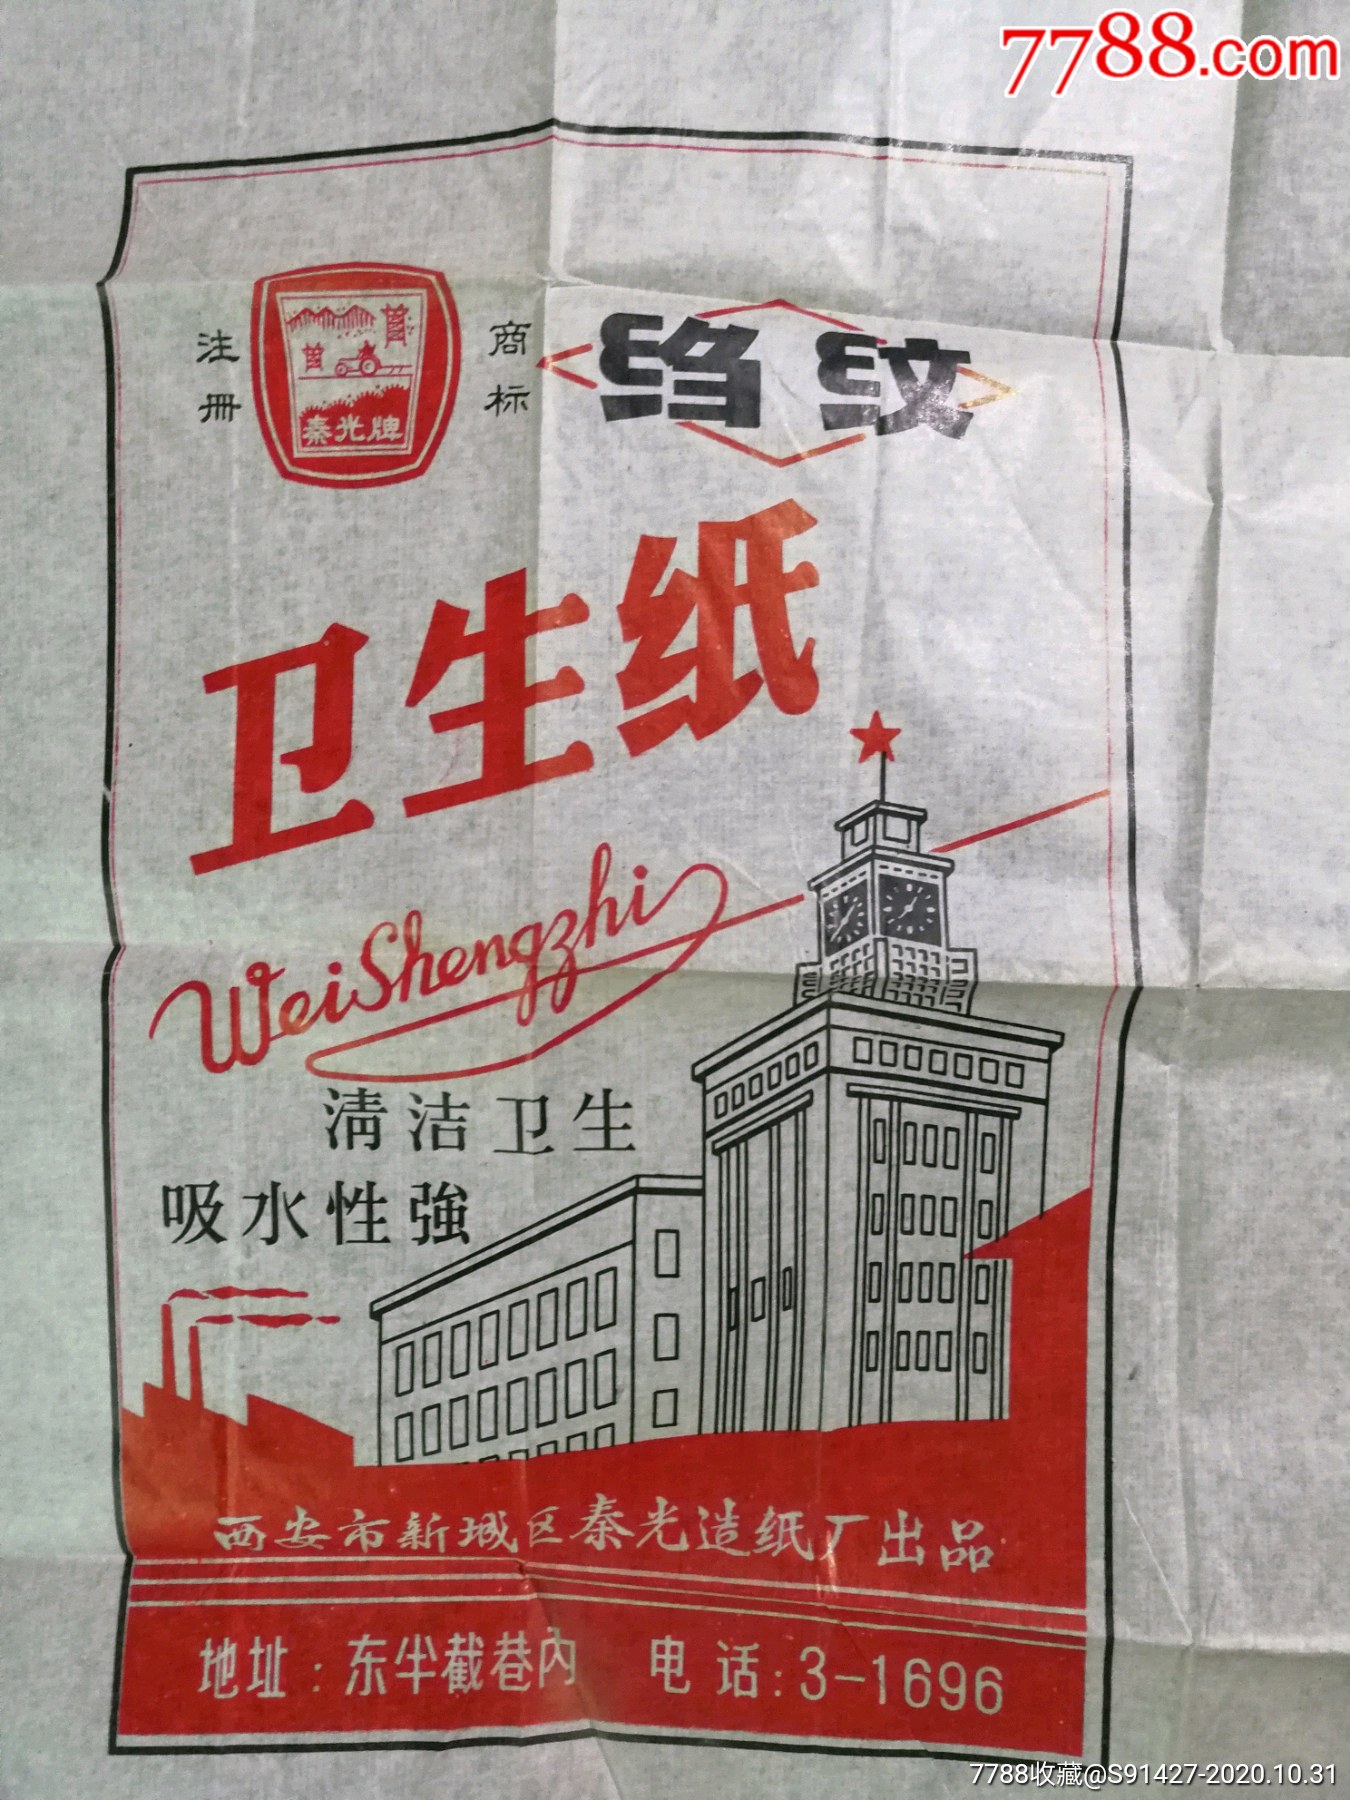 7788.com
注册
商标
秦光牌
绉纹
卫生纸
WeiShengzhi
清洁卫生
吸水性強
西安市新城区秦光造纸厂出品
地址：东半截巷内 电话：3-1696
7788收藏@S91427-2020.10.31